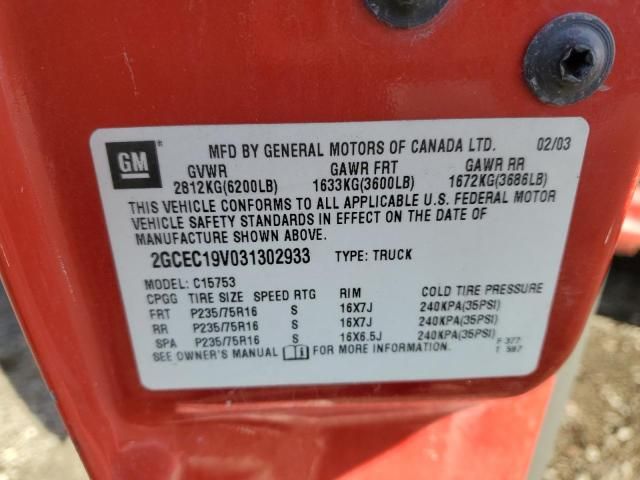 GM
MFD BY GENERAL MOTORS OF CANADA LTD. 02/03
GVWR GAWR FRT GAWR RR
2812KG(6200LB) 1633KG(3600LB) 1672KG(3686LB)
THIS VEHICLE CONFORMS TO ALL APPLICABLE U.S. FEDERAL MOTOR
VEHICLE SAFETY STANDARDS IN EFFECT ON THE DATE OF
MANUFACTURE SHOWN ABOVE.
2GCEC19V031302933 TYPE: TRUCK
MODEL: C15753
CPGG TIRE SIZE SPEED RTG RIM COLD TIRE PRESSURE
FRT P235/75R16 S 16X7J 240KPA(35PSI)
RR P235/75R16 S 16X7J 240KPA(35PSI)
SPA P235/75R16 S 16X6.5J 240KPA(35PSI)
SEE OWNER'S MANUAL FOR MORE INFORMATION. F 377
T 587